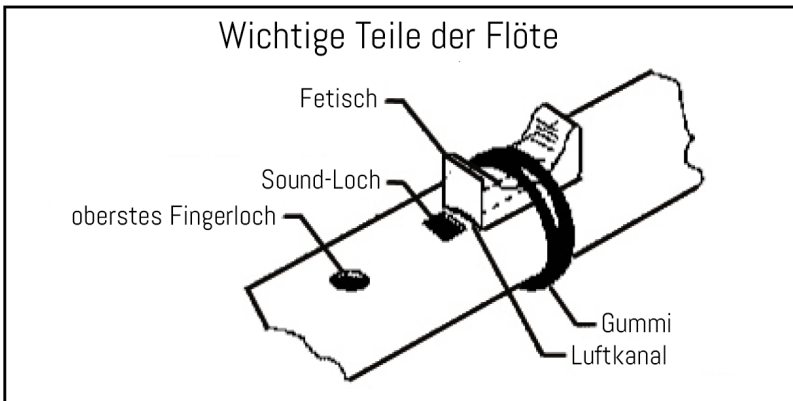 Wichtige Teile der Flöte
Fetisch
Sound-Loch
oberstes Fingerloch
Gummi
Luftkanal